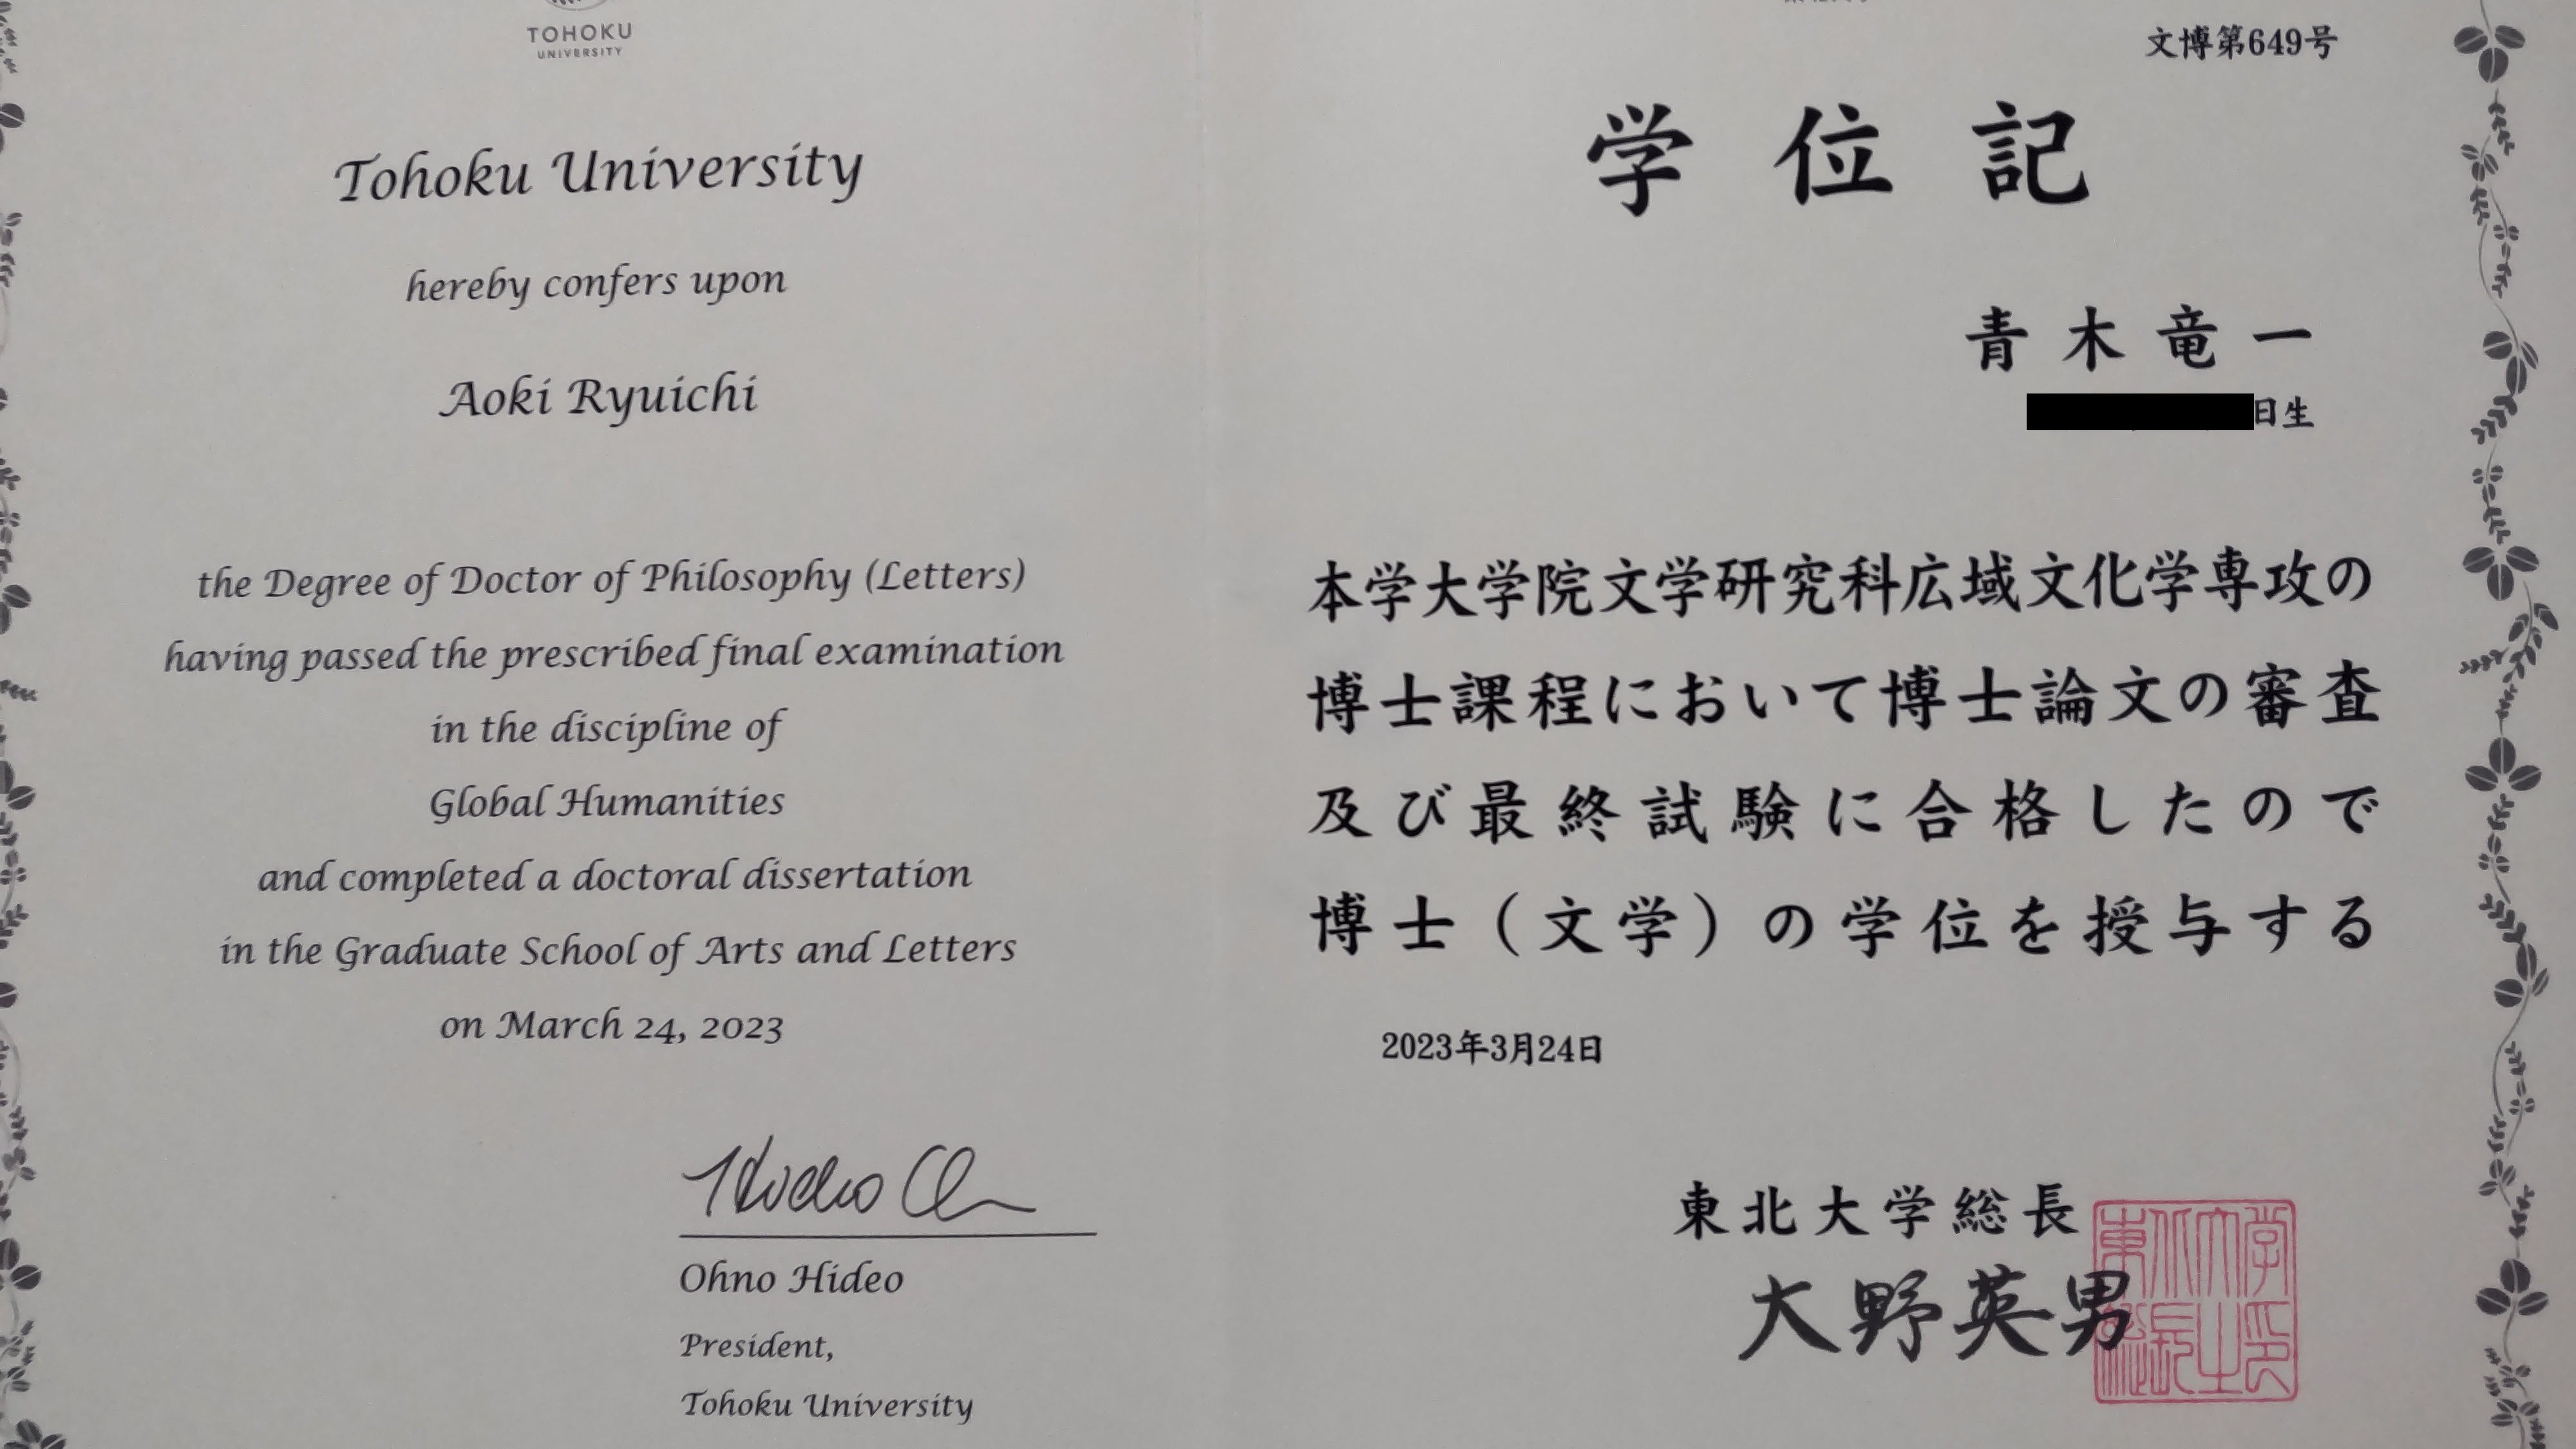 TOHOKU
UNIVERSITY
Tohoku University
hereby confers upon
Aoki Ryuichi
the Degree of Doctor of Philosophy (Letters)
having passed the prescribed final examination
in the discipline of
Global Humanities
and completed a doctoral dissertation
in the Graduate School of Arts and Letters
on March 24, 2023
Ohno Hideo
President,
Tohoku University
文博第649号
学位記
青木竜一
日生
本学大学院文学研究科広域文化学専攻の
博士課程において博士論文の審査
及び最終試験に合格したので
博士（文学）の学位を授与する
2023年3月24日
東北大学総長
大野英男